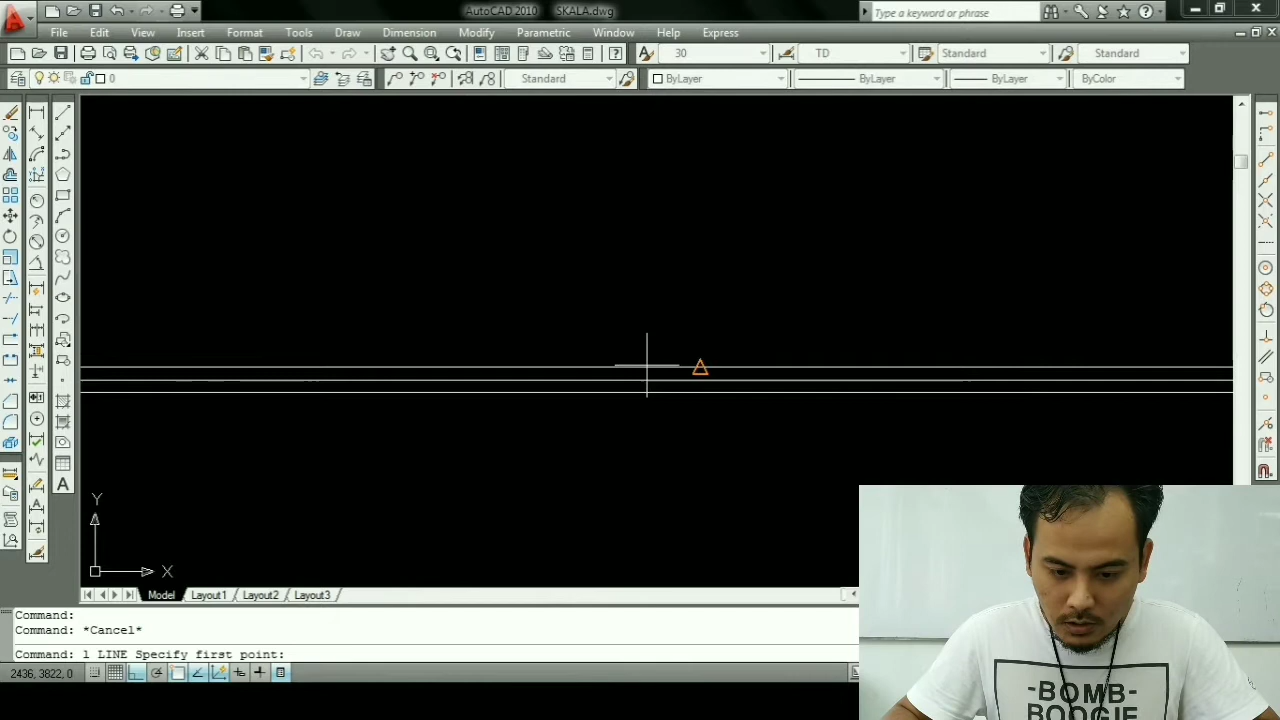 AutoCAD 2010 SKALA.dwg
Type a keyword or phrase
File Edit View Insert Format Tools Draw Dimension Modify Parametric Window Help Express
30 TD Standard Standard
0 Standard ByLayer ByLayer ByLayer ByColor
A
Y
X
Model Layout1 Layout2 Layout3
Command:
Command: *Cancel*
Command: l LINE Specify first point:
2436, 3822, 0
-BOMB-
BOOGIE